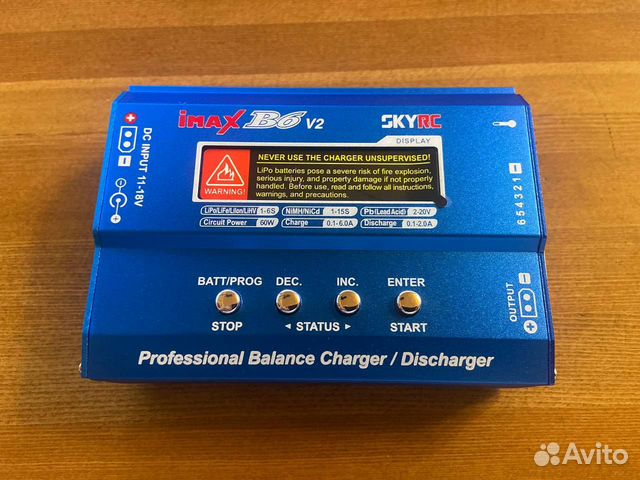 iMAX B6 V2
SKYRC
DISPLAY
DC INPUT 11-18V
WARNING!
NEVER USE THE CHARGER UNSUPERVISED!
LiPo batteries pose a severe risk of fire explosion,
serious injury, and property damage if not properly
handled. Before use, read and follow all instructions,
warnings, and precautions.
LiPo/LiFe/LiIon/LiHV 1-6S NiMH/NiCd 1-15S Pb(Lead Acid) 2-20V
Circuit Power 60W Charge 0.1-6.0A Discharge 0.1-2.0A
6 5 4 3 2 1
BATT/PROG DEC. INC. ENTER
STOP ◄ STATUS ► START
OUTPUT
Professional Balance Charger / Discharger
Avito